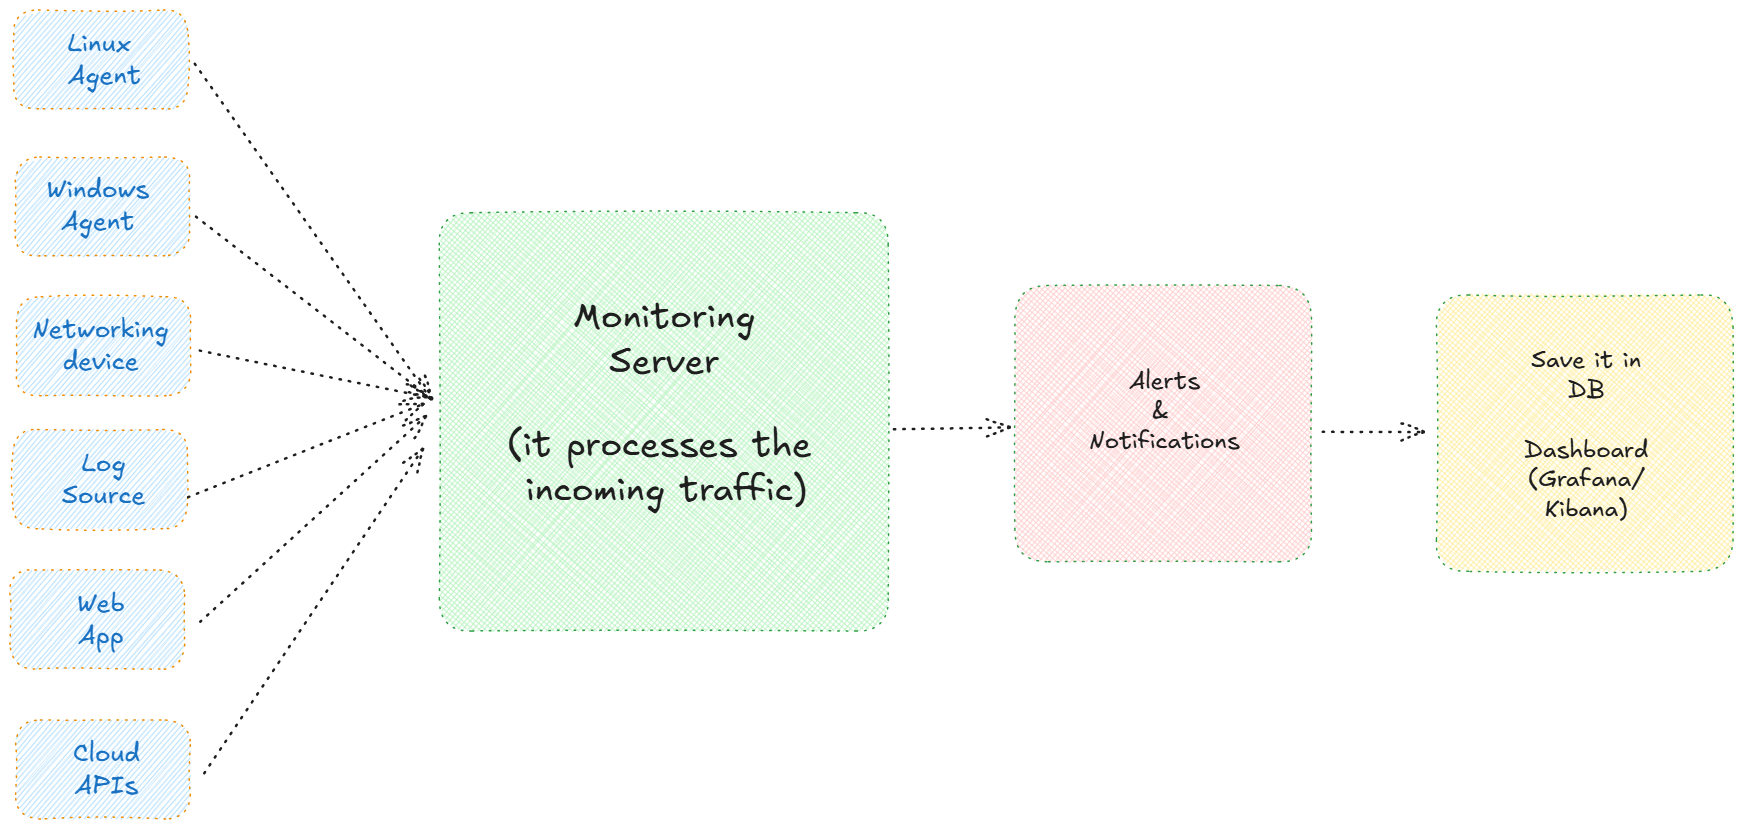 Linux
Agent
Windows
Agent
Networking
device
Log
Source
Web
App
Cloud
APIs
Monitoring
Server
(it processes the
incoming traffic)
Alerts
&
Notifications
Save it in
DB
Dashboard
(Grafana/
Kibana)